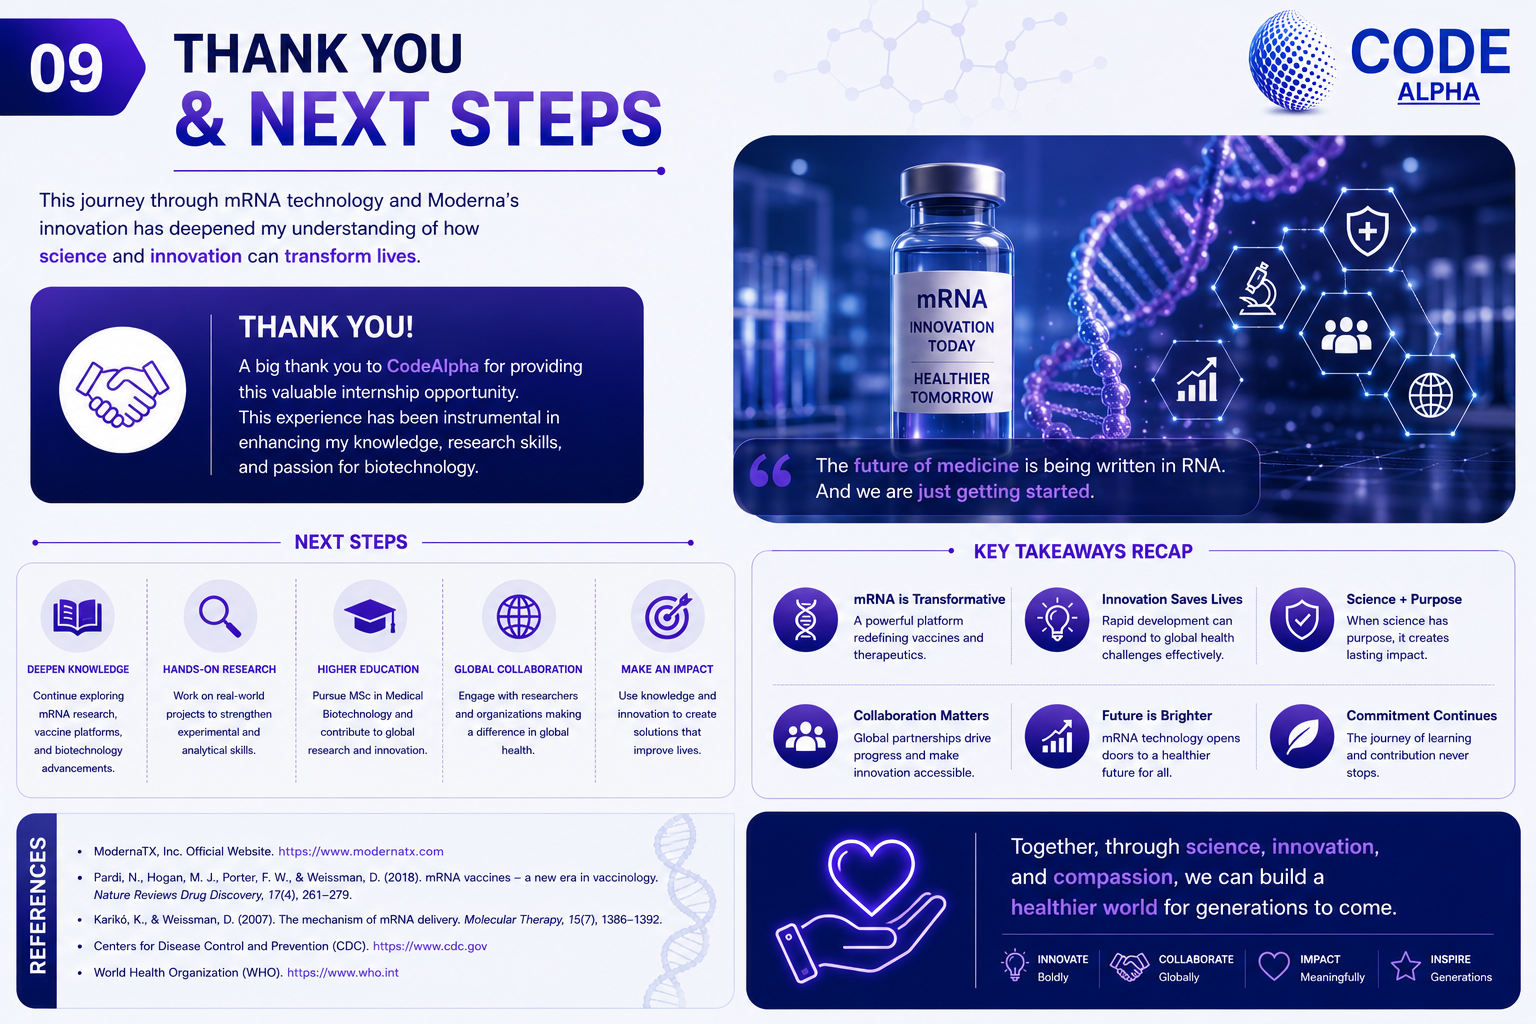 09
THANK YOU
& NEXT STEPS
CODE
ALPHA
This journey through mRNA technology and Moderna's
innovation has deepened my understanding of how
science and innovation can transform lives.
THANK YOU!
A big thank you to CodeAlpha for providing
this valuable internship opportunity.
This experience has been instrumental in
enhancing my knowledge, research skills,
and passion for biotechnology.
mRNA
INNOVATION
TODAY
HEALTHIER
TOMORROW
“
The future of medicine is being written in RNA.
And we are just getting started.
NEXT STEPS
DEEPEN KNOWLEDGE
Continue exploring
mRNA research,
vaccine platforms,
and biotechnology
advancements.
HANDS-ON RESEARCH
Work on real-world
projects to strengthen
experimental and
analytical skills.
HIGHER EDUCATION
Pursue MSc in Medical
Biotechnology and
contribute to global
research and innovation.
GLOBAL COLLABORATION
Engage with researchers
and organizations making
a difference in global
health.
MAKE AN IMPACT
Use knowledge and
innovation to create
solutions that
improve lives.
KEY TAKEAWAYS RECAP
mRNA is Transformative
A powerful platform
redefining vaccines and
therapeutics.
Innovation Saves Lives
Rapid development can
respond to global health
challenges effectively.
Science + Purpose
When science has
purpose, it creates
lasting impact.
Collaboration Matters
Global partnerships drive
progress and make
innovation accessible.
Future is Brighter
mRNA technology opens
doors to a healthier
future for all.
Commitment Continues
The journey of learning
and contribution never
stops.
REFERENCES
• ModernaTX, Inc. Official Website. https://www.modernatx.com
• Pardi, N., Hogan, M. J., Porter, F. W., & Weissman, D. (2018). mRNA vaccines – a new era in vaccinology.
Nature Reviews Drug Discovery, 17(4), 261–279.
• Karikó, K., & Weissman, D. (2007). The mechanism of mRNA delivery. Molecular Therapy, 15(7), 1386–1392.
• Centers for Disease Control and Prevention (CDC). https://www.cdc.gov
• World Health Organization (WHO). https://www.who.int
Together, through science, innovation,
and compassion, we can build a
healthier world for generations to come.
INNOVATE
Boldly
COLLABORATE
Globally
IMPACT
Meaningfully
INSPIRE
Generations